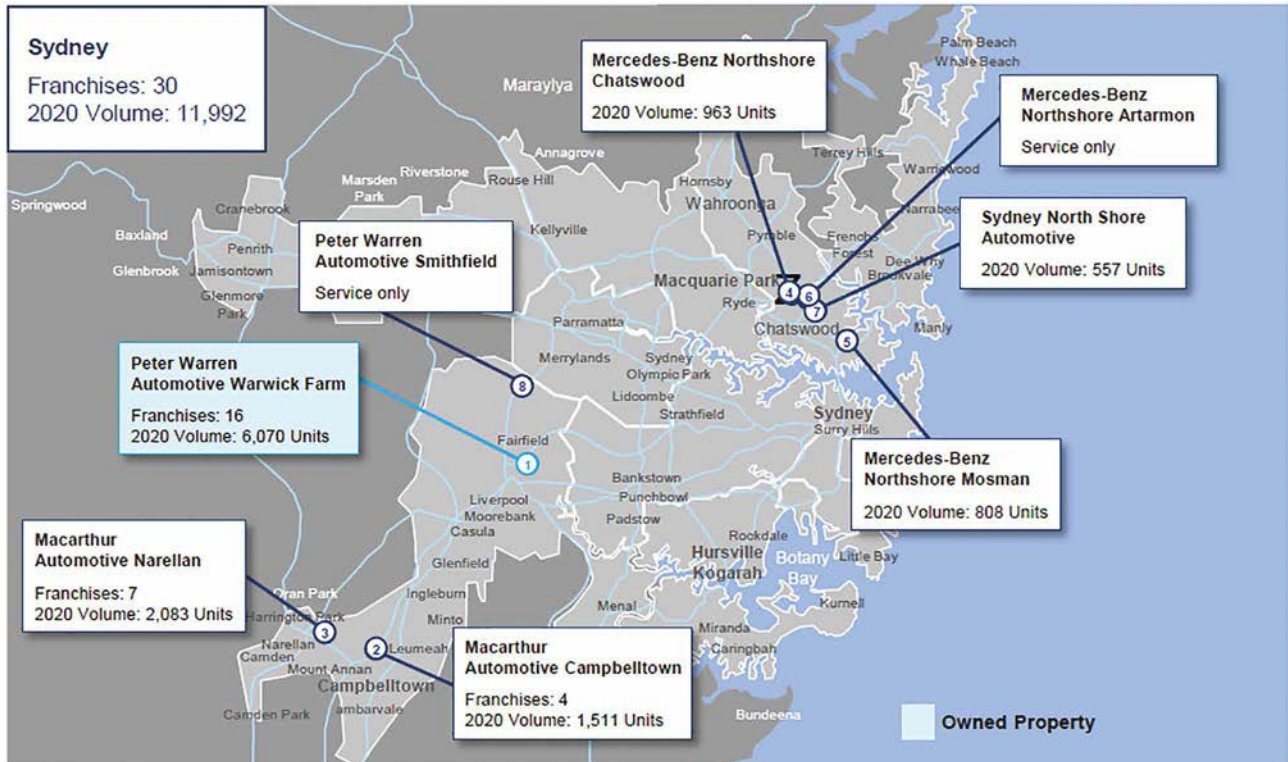 Sydney
Franchises: 30
2020 Volume: 11,992
Mercedes-Benz Northshore
Chatswood
2020 Volume: 963 Units
Mercedes-Benz
Northshore Artarmon
Service only
Sydney North Shore
Automotive
2020 Volume: 557 Units
Mercedes-Benz
Northshore Mosman
2020 Volume: 808 Units
Peter Warren
Automotive Smithfield
Service only
Peter Warren
Automotive Warwick Farm
Franchises: 16
2020 Volume: 6,070 Units
Macarthur
Automotive Narellan
Franchises: 7
2020 Volume: 2,083 Units
Macarthur
Automotive Campbelltown
Franchises: 4
2020 Volume: 1,511 Units
Palm Beach
Whale Beach
Maraylya
Annagrove
Riverstone
Marsden
Park
Rouse Hill
Hornsby
Wahroonga
Terrey Hills
Warriewood
Narrabee
Springwood
Cranebrook
Baxland
Penrith
Glenbrook
Jamisontown
Glenmore
Park
Kellyville
Pymble
Frenchs
Forest
Dee Why
Brookvale
Macquarie Park
Ryde
4
6
7
Chatswood
5
Manly
Parramatta
Merrylands
Sydney
Olympic Park
8
Lidcombe
Strathfield
Sydney
Surry Hills
Fairfield
1
Bankstown
Punchbowl
Liverpool
Moorebank
Padstow
Casula
Rockdale
Hursville
Kogarah
Botany
Bay
Little Bay
Glenfield
Oran Park
Ingleburn
Menal
Kurnell
Harrington Park
Minto
3
Miranda
Narellan
2
Leumeah
Caringbah
Camden
Mount Annan
Campbelltown
Camden Park
ambarvale
Bundeena
Owned Property